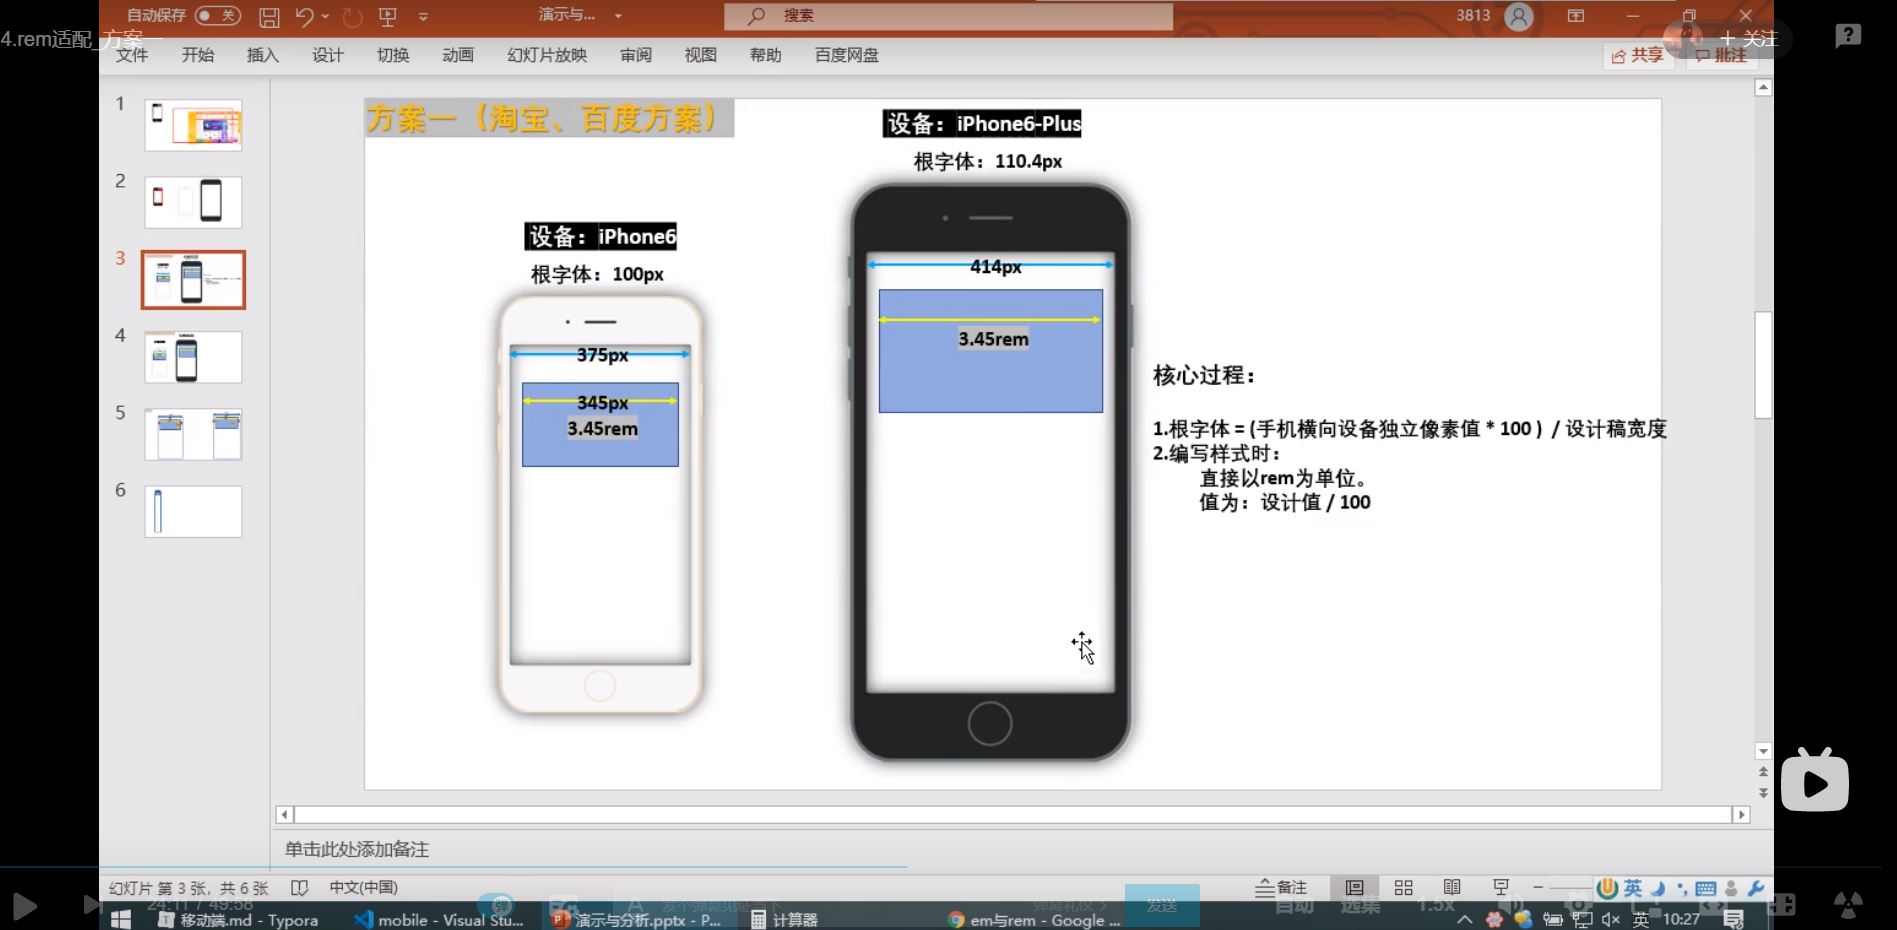 自动保存 关
演示与...
搜索
3813
4.rem适配_方案一
+ 关注
文件 开始 插入 设计 切换 动画 幻灯片放映 审阅 视图 帮助 百度网盘
共享 批注
1
2
3
4
5
6
方案一（淘宝、百度方案）
设备：iPhone6-Plus
根字体：110.4px
设备：iPhone6
根字体：100px
414px
3.45rem
375px
345px
3.45rem
核心过程：
1.根字体 = (手机横向设备独立像素值 * 100 ) / 设计稿宽度
2.编写样式时：
直接以rem为单位。
值为：设计值 / 100
单击此处添加备注
幻灯片 第 3 张，共 6 张 中文(中国)
备注
英
24:11 / 49:58
发个弹幕见证当下
弹幕礼仪 >
发送
自动 选集 1.5x
移动端.md - Typora
mobile - Visual Stu...
演示与分析.pptx - P...
计算器
em与rem - Google ...
英 10:27